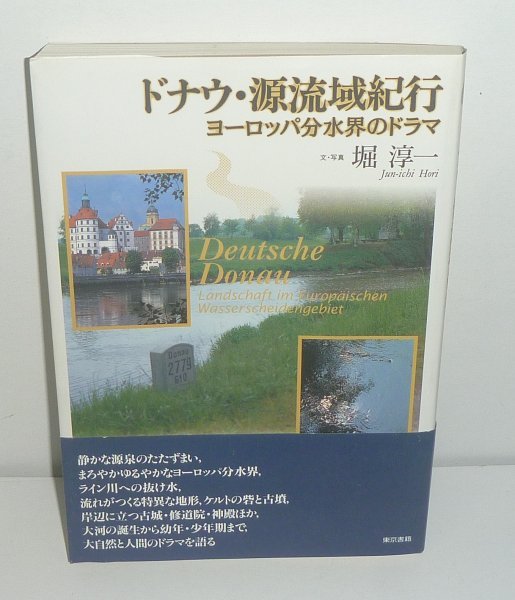 ドナウ・源流域紀行
ヨーロッパ分水界のドラマ
文・写真 堀 淳一
Jun-ichi Hori
Deutsche
Donau
Landschaft im europäischen
Wasserscheidengebiet
Donau
2779
静かな源泉のたたずまい,
まろやかゆるやかなヨーロッパ分水界,
ライン川への抜け水,
流れがつくる特異な地形,ケルトの砦と古墳,
岸辺に立つ古城・修道院・神殿ほか,
大河の誕生から幼年・少年期まで,
大自然と人間のドラマを語る
東京書籍